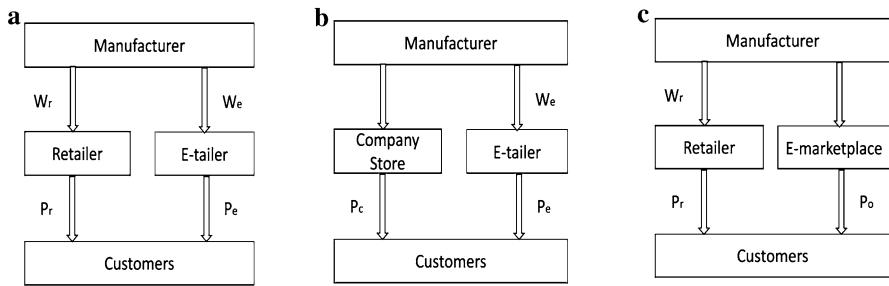 a
Manufacturer
Wr
We
Retailer
E-tailer
Pr
Pe
Customers
b
Manufacturer
We
Company
Store
E-tailer
Pc
Pe
Customers
c
Manufacturer
Wr
Retailer
E-marketplace
Pr
Po
Customers